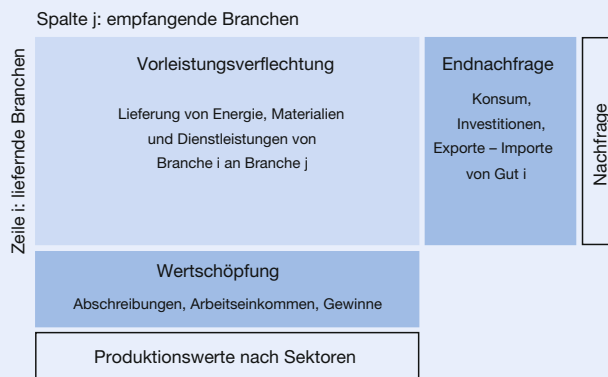 Spalte j: empfangende Branchen
Zeile i: liefernde Branchen
Vorleistungsverflechtung
Lieferung von Energie, Materialien
und Dienstleistungen von
Branche i an Branche j
Endnachfrage
Konsum,
Investitionen,
Exporte – Importe
von Gut i
Nachfrage
Wertschöpfung
Abschreibungen, Arbeitseinkommen, Gewinne
Produktionswerte nach Sektoren